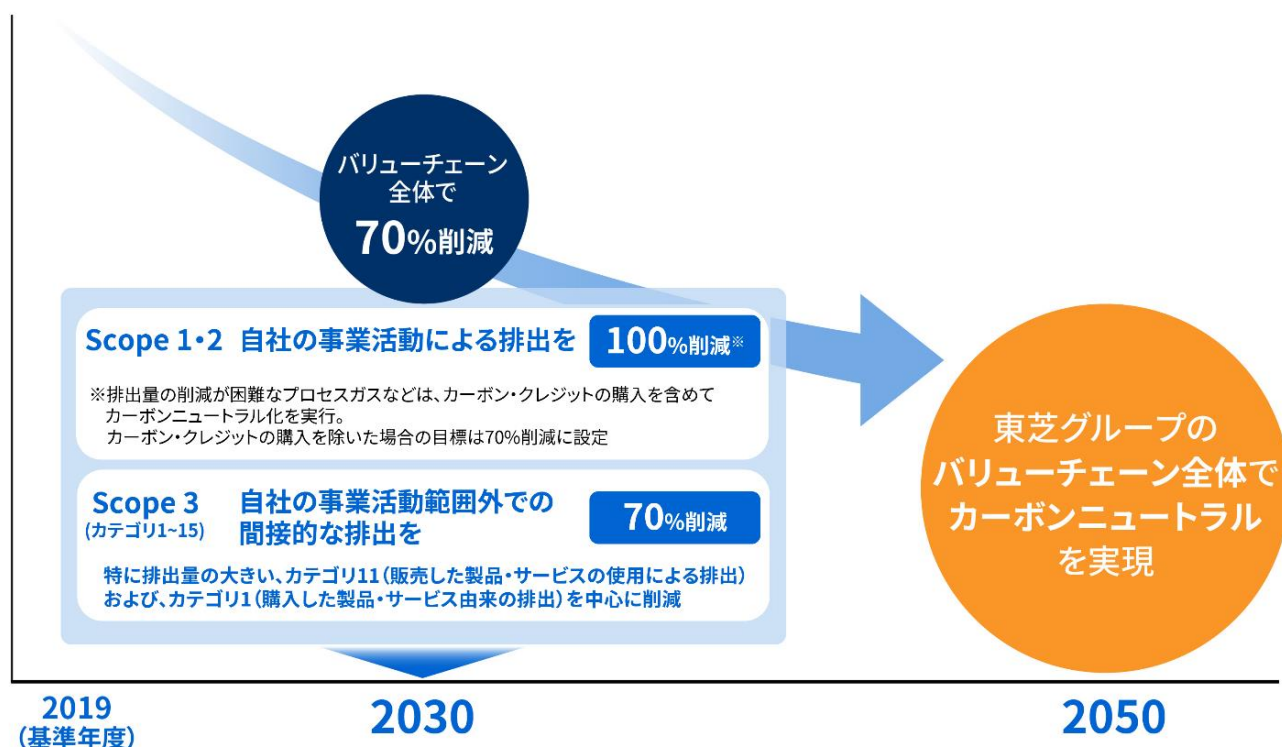 バリューチェーン
全体で
70%削減
Scope 1・2 自社の事業活動による排出を 100%削減※
※排出量の削減が困難なプロセスガスなどは、カーボン・クレジットの購入を含めて
カーボンニュートラル化を実行。
カーボン・クレジットの購入を除いた場合の目標は70%削減に設定
Scope 3
(カテゴリ1~15)
自社の事業活動範囲外での
間接的な排出を
70%削減
特に排出量の大きい、カテゴリ11(販売した製品・サービスの使用による排出)
および、カテゴリ1(購入した製品・サービス由来の排出)を中心に削減
東芝グループの
バリューチェーン全体で
カーボンニュートラル
を実現
2019
(基準年度)
2030
2050